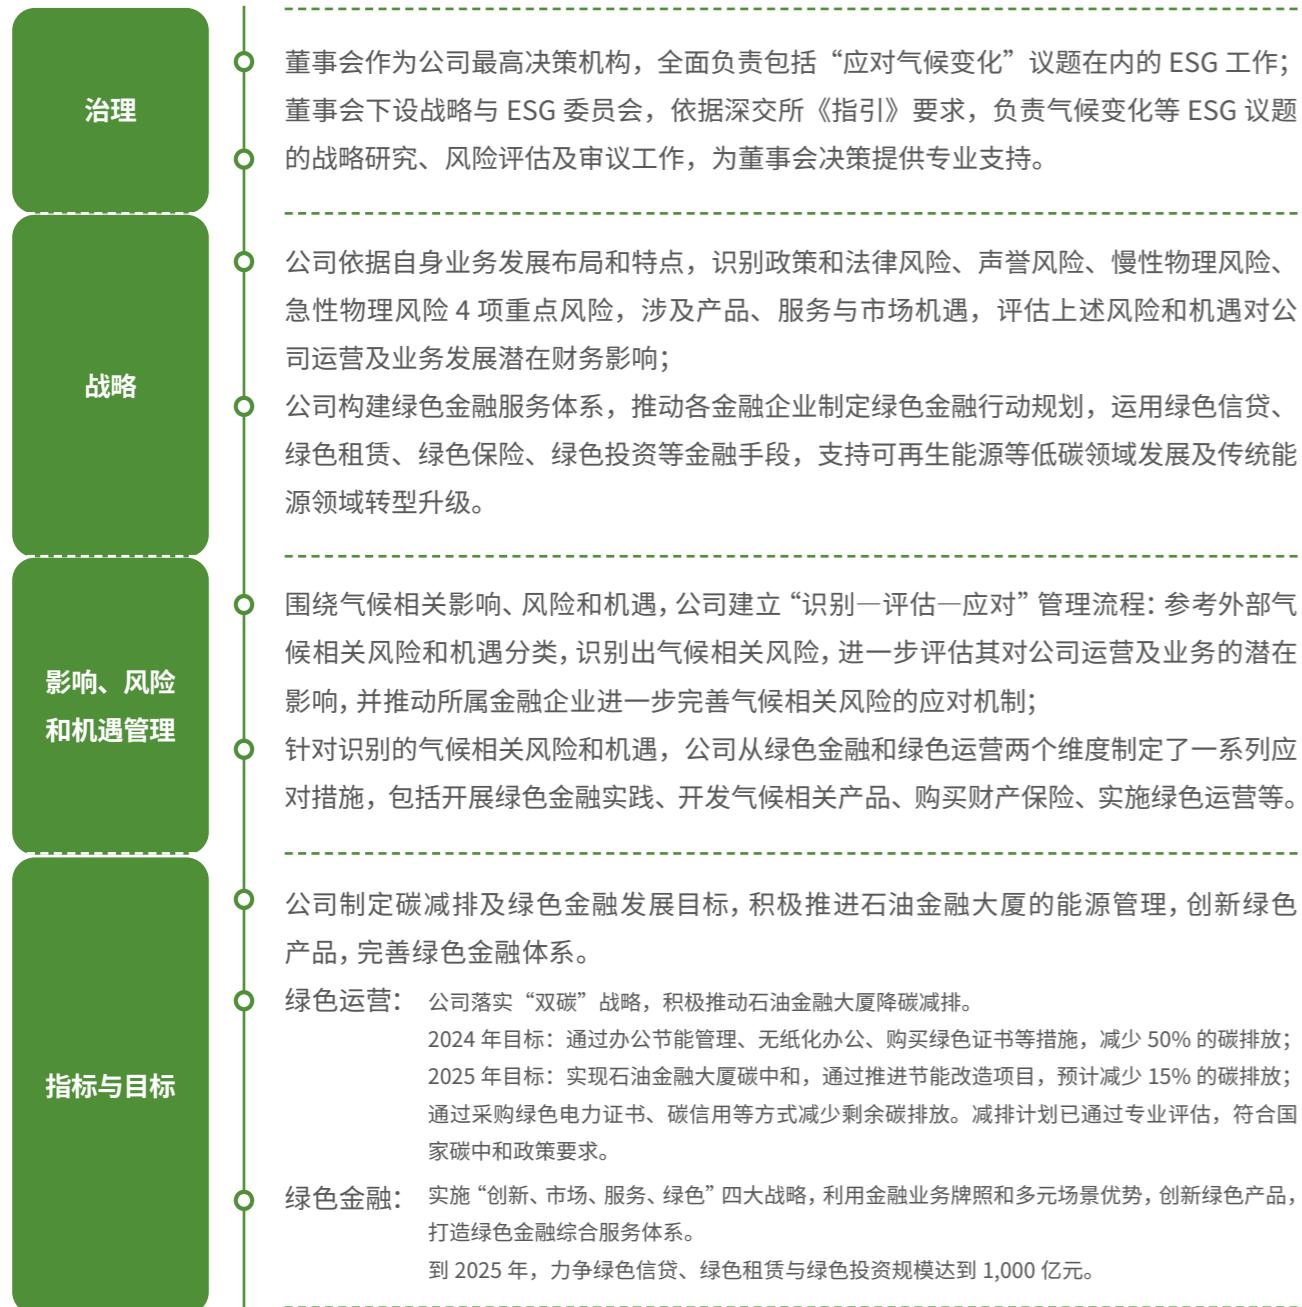 治理
董事会作为公司最高决策机构，全面负责包括“应对气候变化”议题在内的 ESG 工作；
董事会下设战略与 ESG 委员会，依据深交所《指引》要求，负责气候变化等 ESG 议题
的战略研究、风险评估及审议工作，为董事会决策提供专业支持。
战略
公司依据自身业务发展布局和特点，识别政策和法律风险、声誉风险、慢性物理风险、
急性物理风险 4 项重点风险，涉及产品、服务与市场机遇，评估上述风险和机遇对公
司运营及业务发展潜在财务影响；
公司构建绿色金融服务体系，推动各金融企业制定绿色金融行动规划，运用绿色信贷、
绿色租赁、绿色保险、绿色投资等金融手段，支持可再生能源等低碳领域发展及传统能
源领域转型升级。
影响、风险
和机遇管理
围绕气候相关影响、风险和机遇，公司建立“识别—评估—应对”管理流程：参考外部气
候相关风险和机遇分类，识别出气候相关风险，进一步评估其对公司运营及业务的潜在
影响，并推动所属金融企业进一步完善气候相关风险的应对机制；
针对识别的气候相关风险和机遇，公司从绿色金融和绿色运营两个维度制定了一系列应
对措施，包括开展绿色金融实践、开发气候相关产品、购买财产保险、实施绿色运营等。
指标与目标
公司制定碳减排及绿色金融发展目标，积极推进石油金融大厦的能源管理，创新绿色
产品，完善绿色金融体系。
绿色运营： 公司落实“双碳”战略，积极推动石油金融大厦降碳减排。
2024 年目标：通过办公节能管理、无纸化办公、购买绿色证书等措施，减少 50% 的碳排放；
2025 年目标：实现石油金融大厦碳中和，通过推进节能改造项目，预计减少 15% 的碳排放；
通过采购绿色电力证书、碳信用等方式减少剩余碳排放。减排计划已通过专业评估，符合国
家碳中和政策要求。
绿色金融： 实施“创新、市场、服务、绿色”四大战略，利用金融业务牌照和多元场景优势，创新绿色产品，
打造绿色金融综合服务体系。
到 2025 年，力争绿色信贷、绿色租赁与绿色投资规模达到 1,000 亿元。